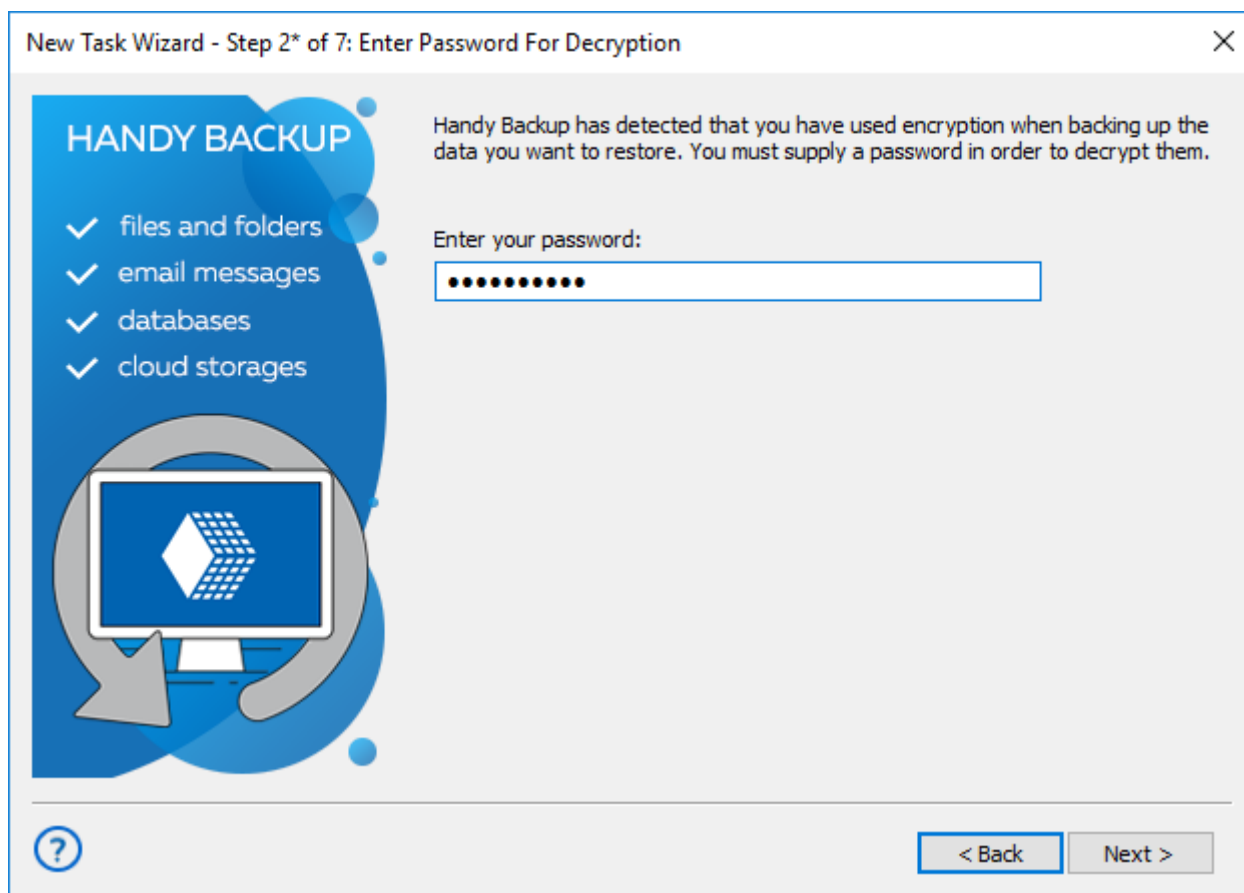 New Task Wizard - Step 2* of 7: Enter Password For Decryption
HANDY BACKUP
files and folders
email messages
databases
cloud storages
Handy Backup has detected that you have used encryption when backing up the
data you want to restore. You must supply a password in order to decrypt them.
Enter your password:
••••••••••
?
< Back
Next >